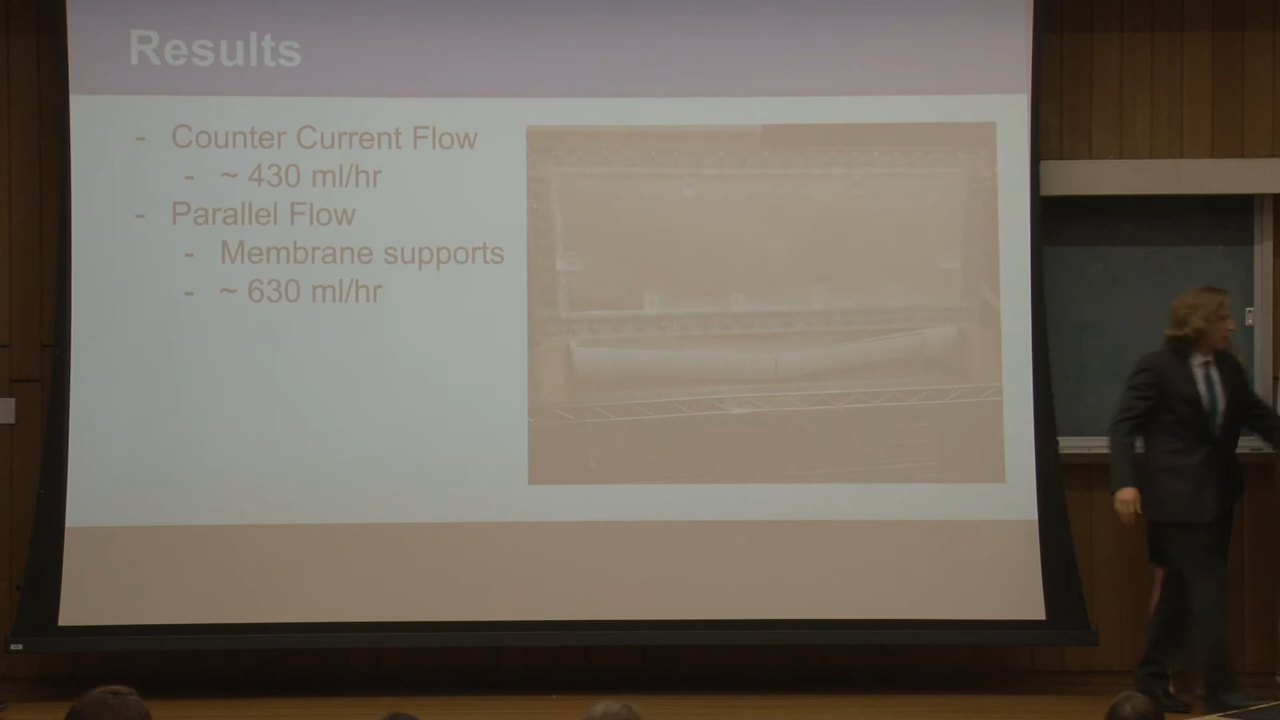 Results
- Counter Current Flow
- ~ 430 ml/hr
- Parallel Flow
- Membrane supports
- ~ 630 ml/hr